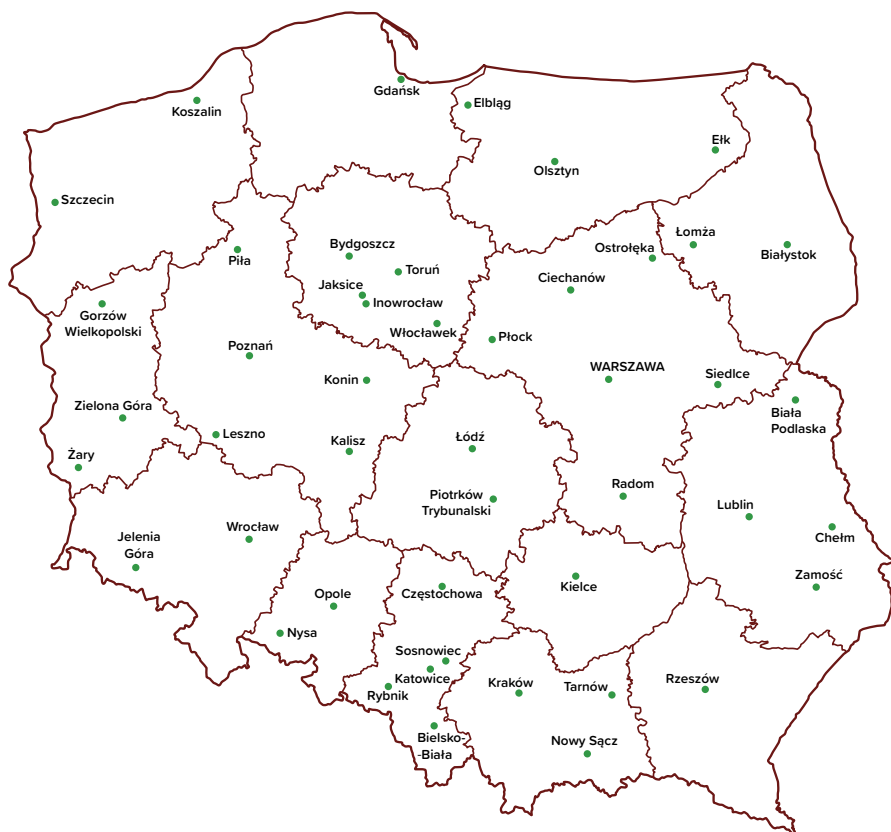 Gdańsk
Koszalin
Elbląg
Ełk
Olsztyn
Szczecin
Łomża
Ostrołęka
Białystok
Bydgoszcz
Piła
Toruń
Ciechanów
Jaksice
Inowrocław
Gorzów
Wielkopolski
Włocławek
Płock
Poznań
WARSZAWA
Siedlce
Konin
Zielona Góra
Biała
Podlaska
Leszno
Kalisz
Łódź
Żary
Radom
Piotrków
Trybunalski
Lublin
Wrocław
Jelenia
Góra
Chełm
Zamość
Kielce
Opole
Częstochowa
Nysa
Sosnowiec
Katowice
Rybnik
Kraków
Tarnów
Rzeszów
Bielsko-
-Biała
Nowy Sącz